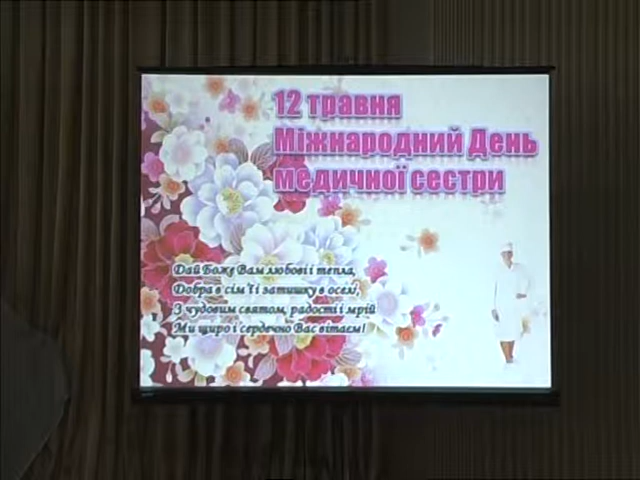 12 травня
Міжнародний День
медичної сестри
Дай Боже Вам любові і тепла,
Добра в сім'ї і затишку в оселі,
З чудовим святом, радості і мрій
Ми щиро і сердечно Вас вітаєм!